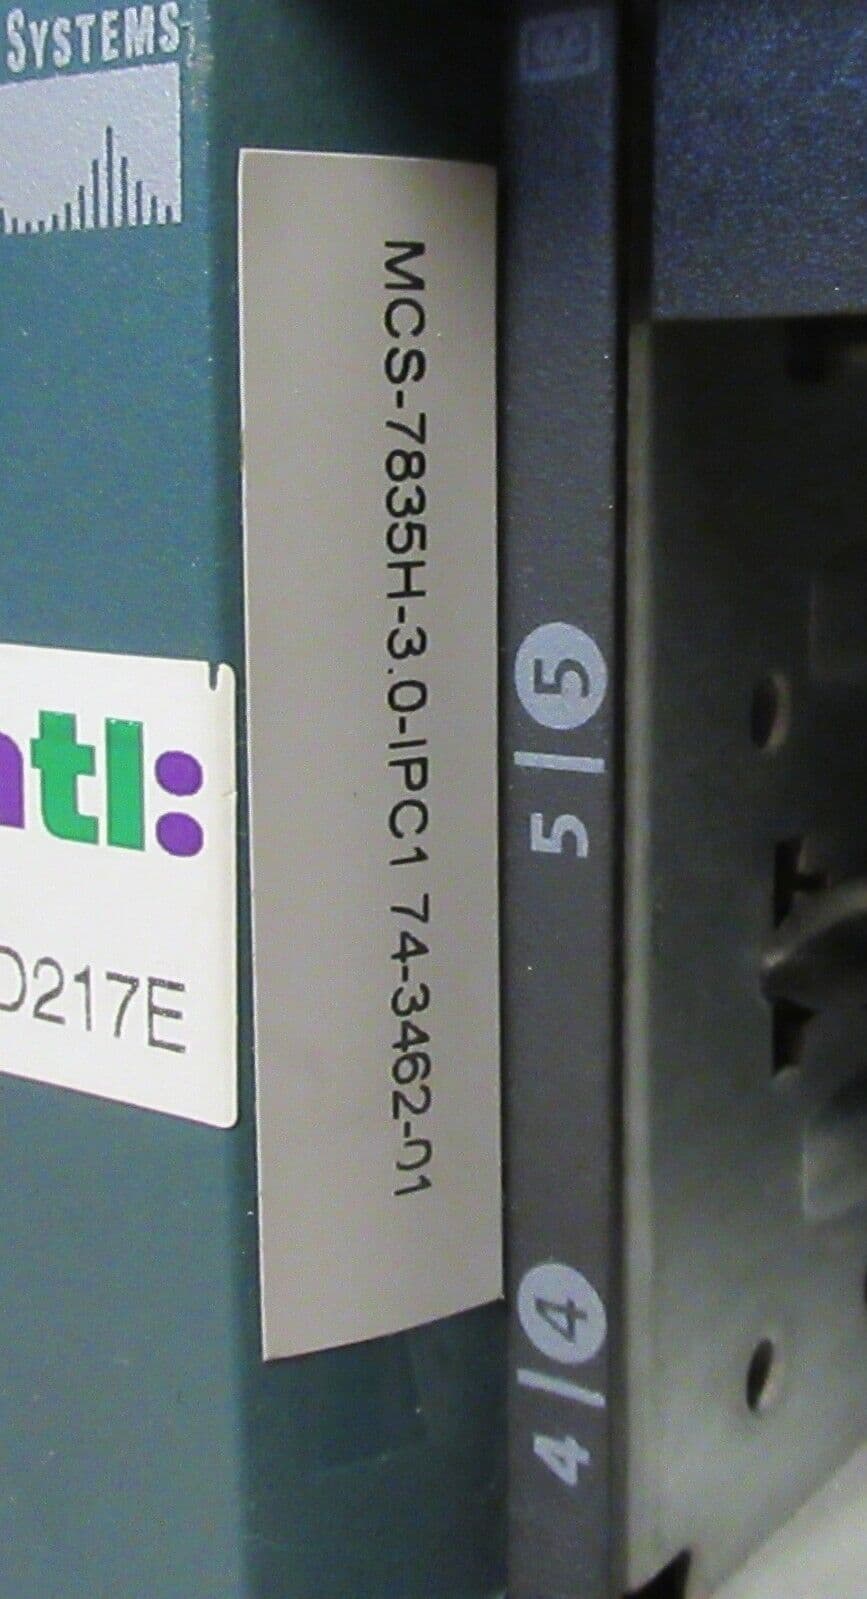 SYSTEMS
MCS-7835H-3.0-IPC1 74-3462-01
ntl:
D217E
5 | 5
4 | 4